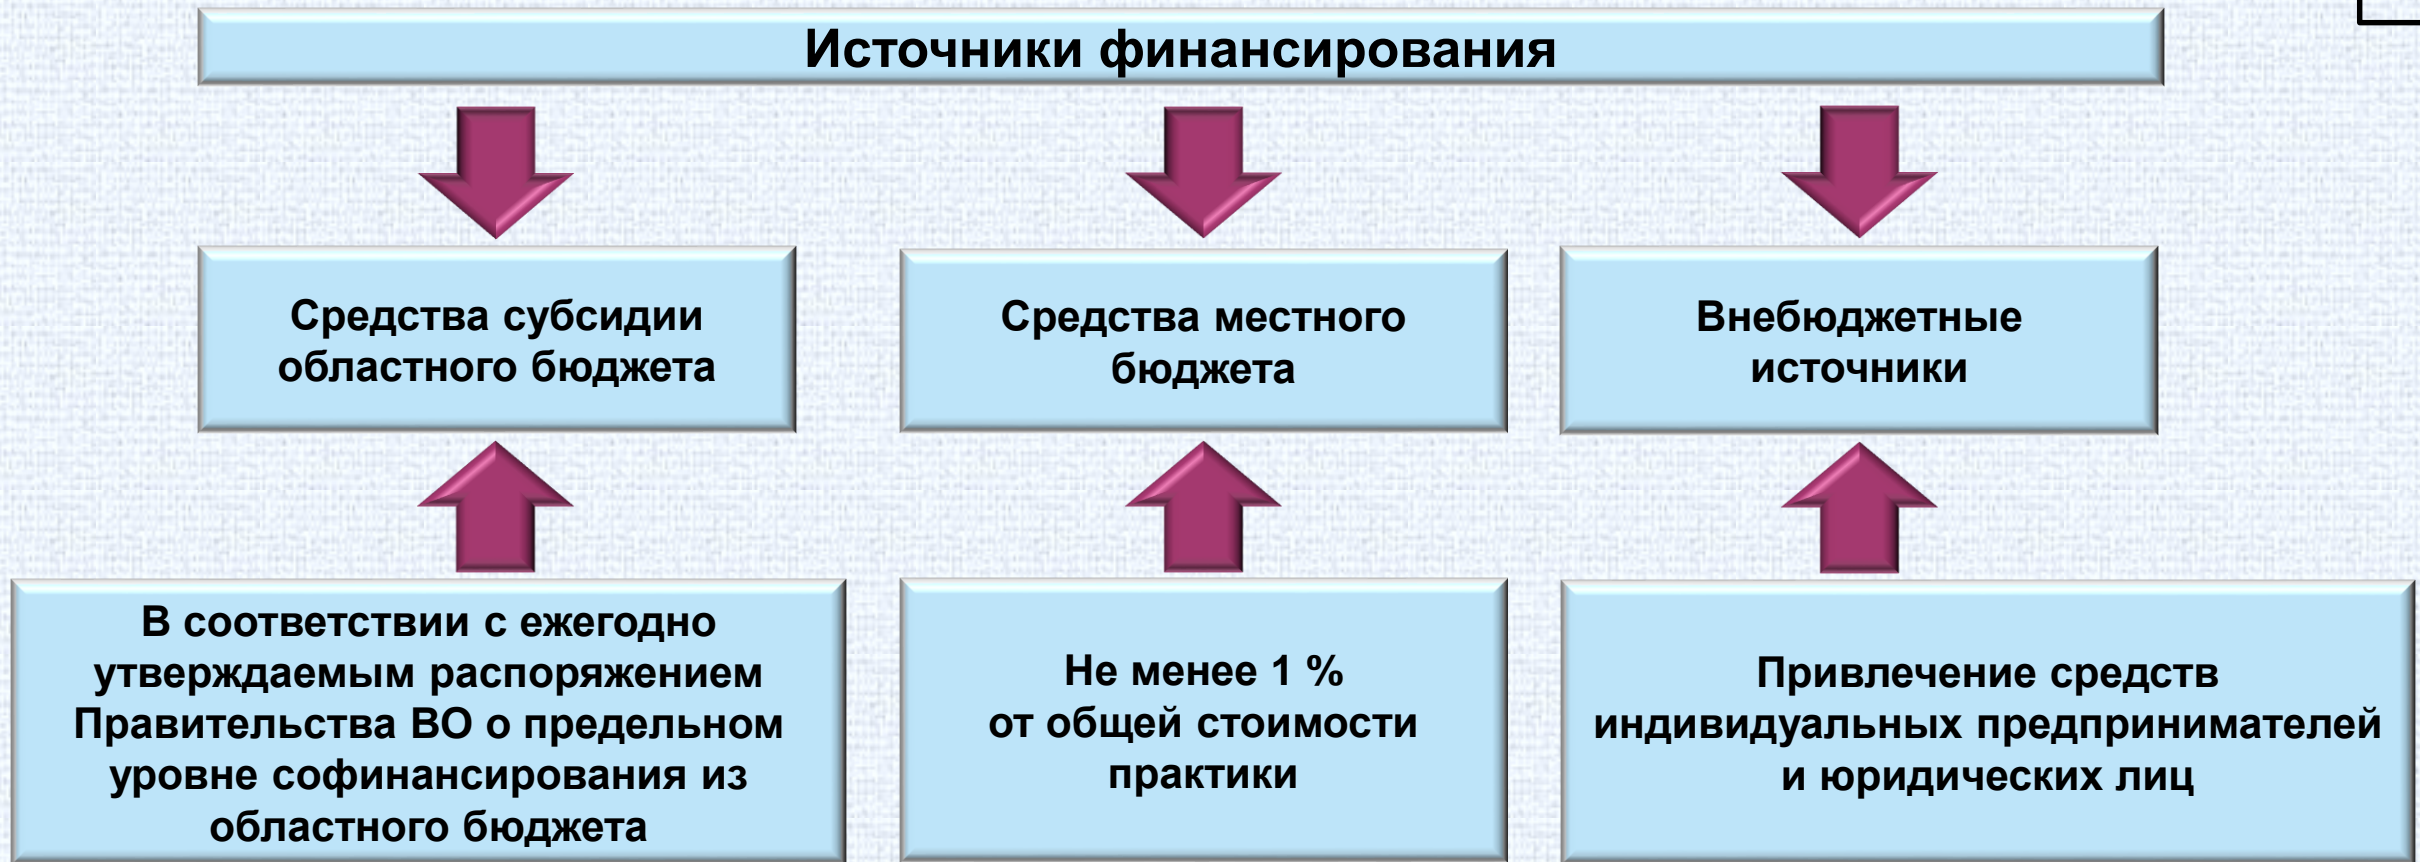 Источники финансирования
Средства субсидии
областного бюджета
Средства местного
бюджета
Внебюджетные
источники
В соответствии с ежегодно
утверждаемым распоряжением
Правительства ВО о предельном
уровне софинансирования из
областного бюджета
Не менее 1 %
от общей стоимости
практики
Привлечение средств
индивидуальных предпринимателей
и юридических лиц